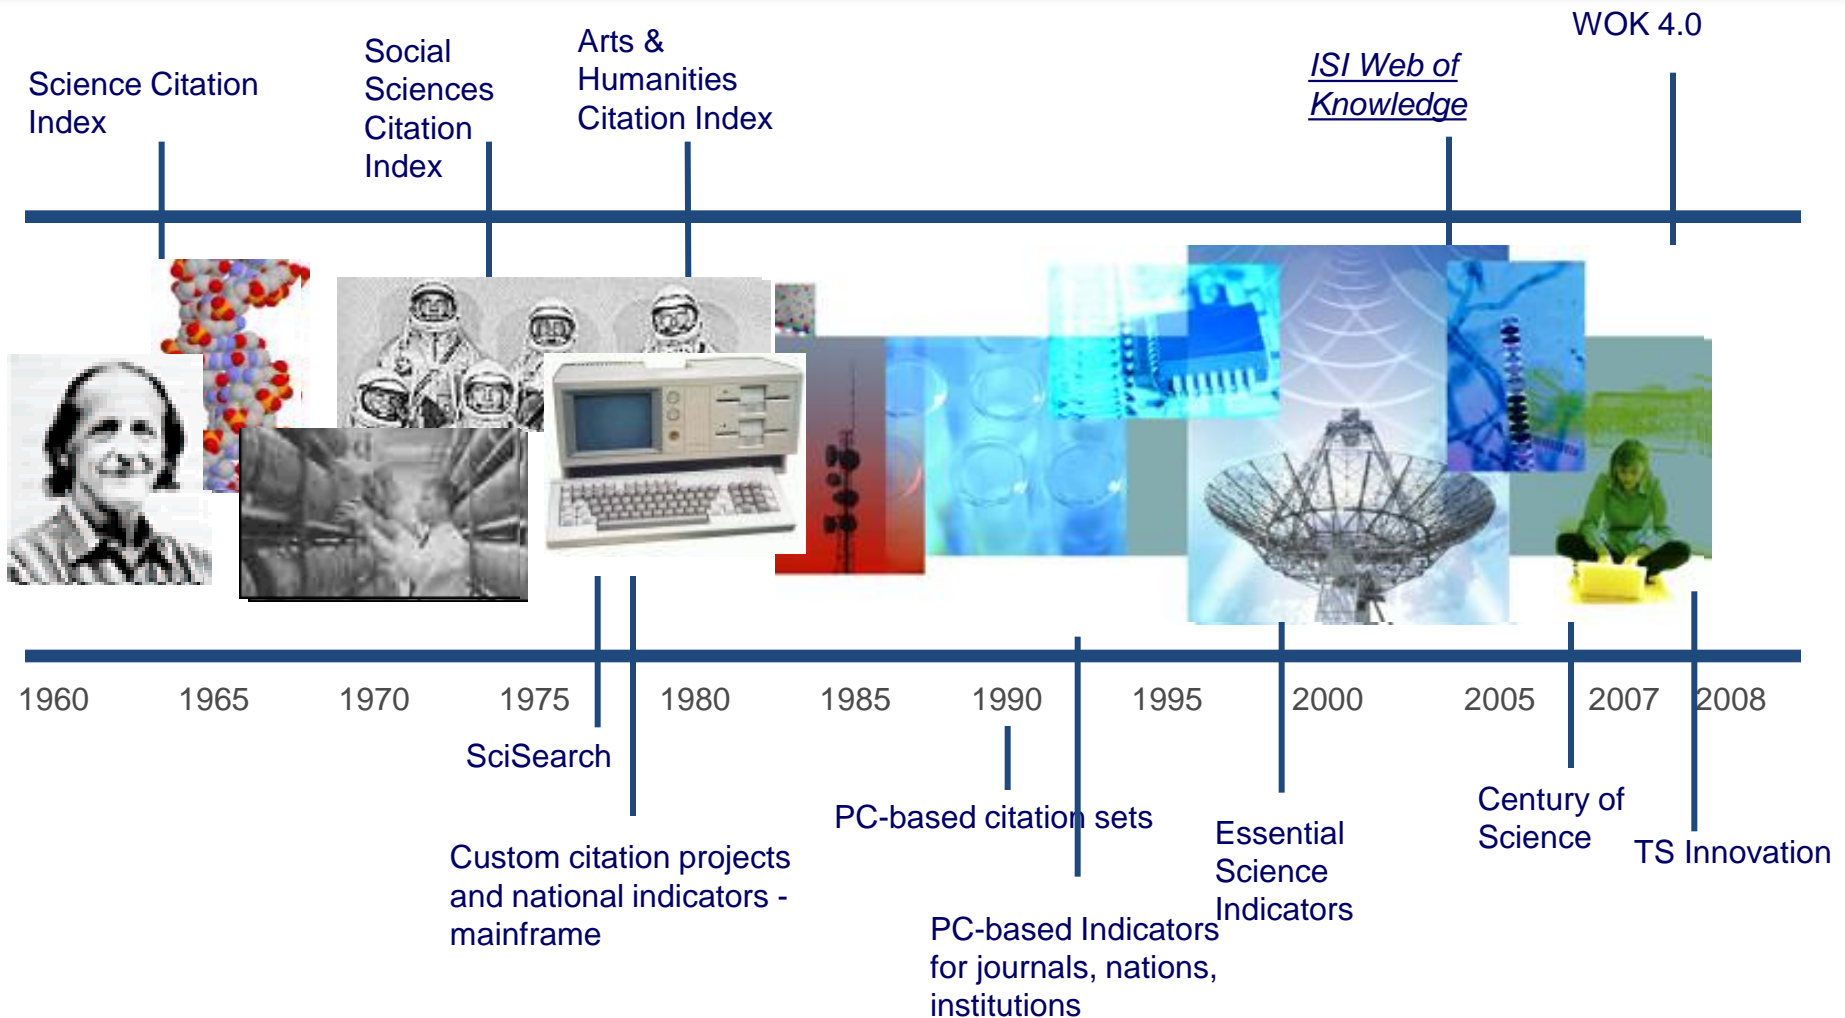 WOK 4.0
Science Citation
Index
Social
Sciences
Citation
Index
Arts &
Humanities
Citation Index
ISI Web of
Knowledge
1960
1965
1970
1975
1980
1985
1990
1995
2000
2005
2007
2008
SciSearch
Custom citation projects
and national indicators -
mainframe
PC-based citation sets
PC-based Indicators
for journals, nations,
institutions
Essential
Science
Indicators
Century of
Science
TS Innovation